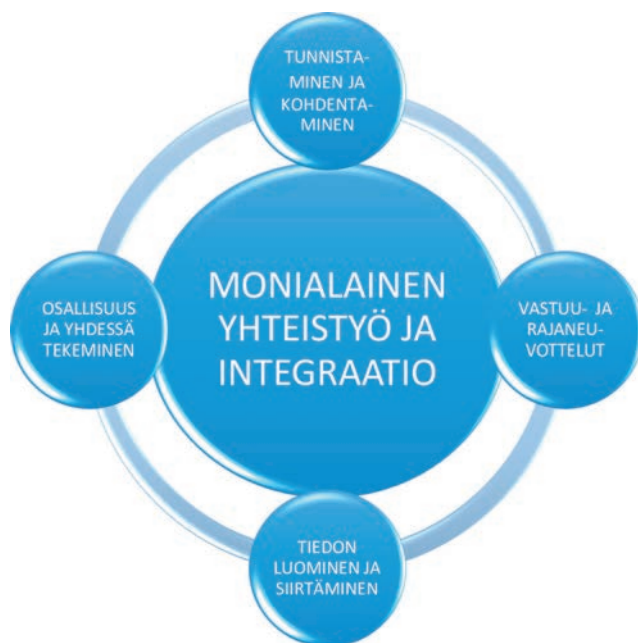 TUNNISTA-
MINEN JA
KOHDENTA-
MINEN
MONIALAINEN
YHTEISTYÖ JA
INTEGRAATIO
OSALLISUUS
JA YHDESSÄ
TEKEMINEN
VASTUU- JA
RAJANEU-
VOTTELUT
TIEDON
LUOMINEN JA
SIIRTÄMINEN